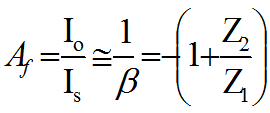 A_f = I_o/I_s ≅ 1/β = -(1 + Z_2/Z_1)